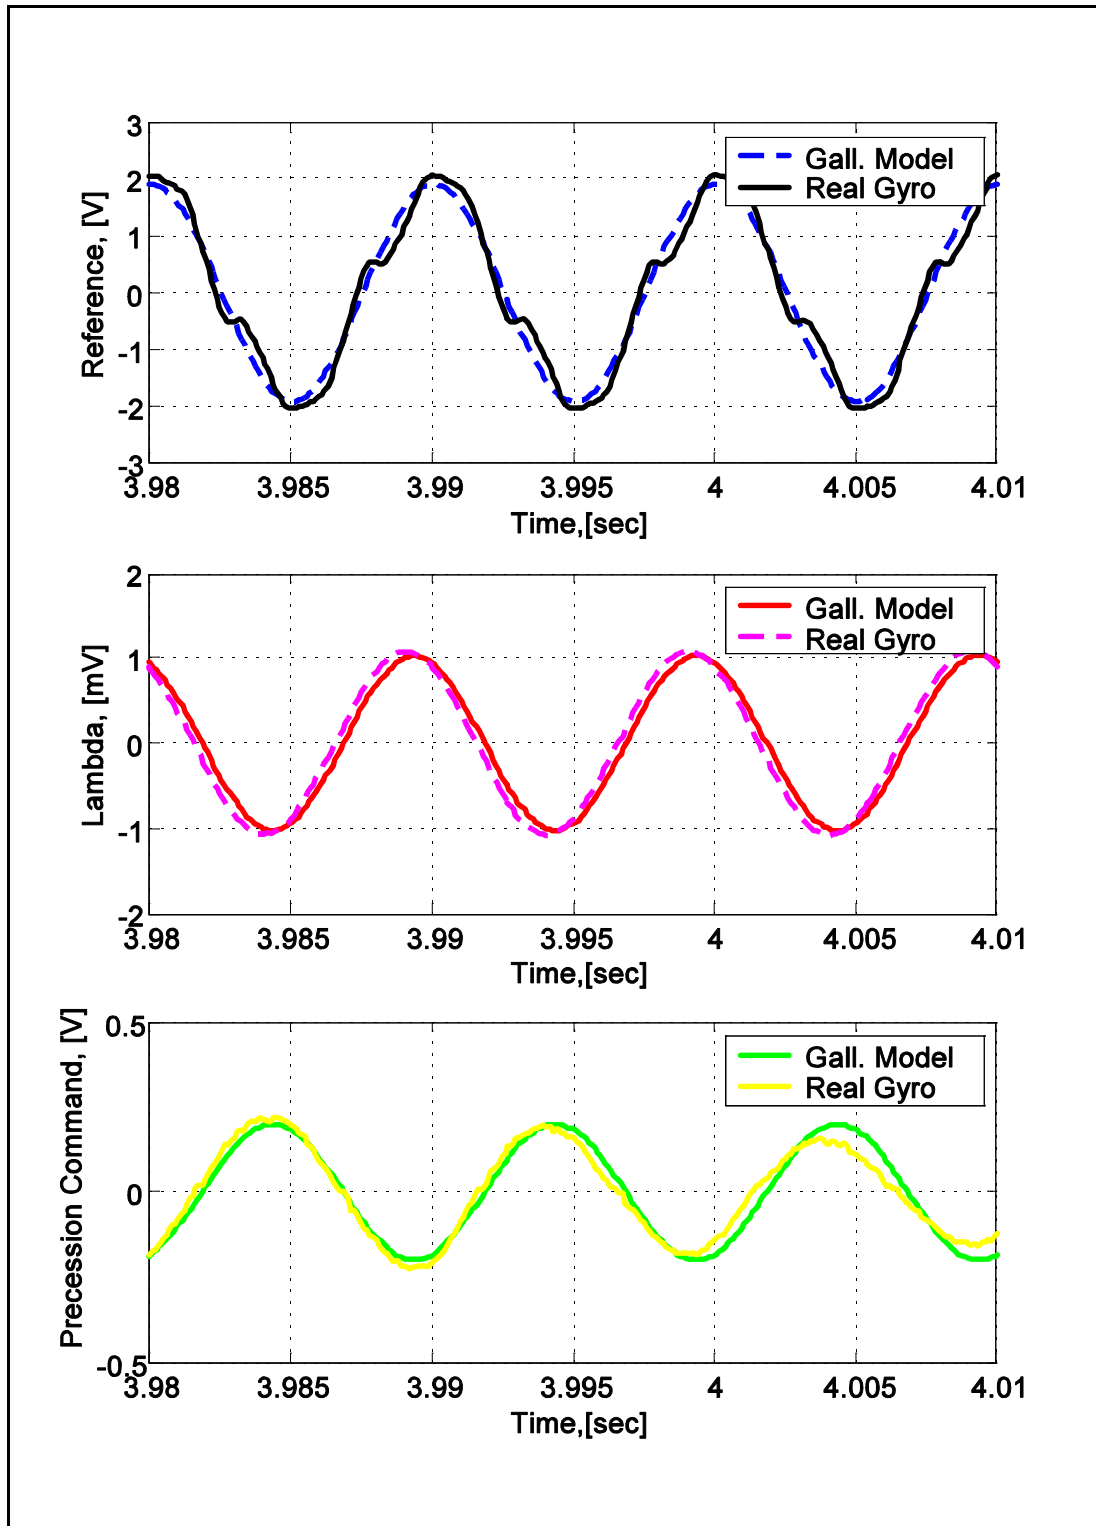 Reference, [V]
3
2
1
0
-1
-2
-3
Gall. Model
Real Gyro
3.98 3.985 3.99 3.995 4 4.005 4.01
Time,[sec]
Lambda, [mV]
2
1
0
-1
-2
Gall. Model
Real Gyro
3.98 3.985 3.99 3.995 4 4.005 4.01
Time,[sec]
Precession Command, [V]
0.5
0
-0.5
Gall. Model
Real Gyro
3.98 3.985 3.99 3.995 4 4.005 4.01
Time,[sec]